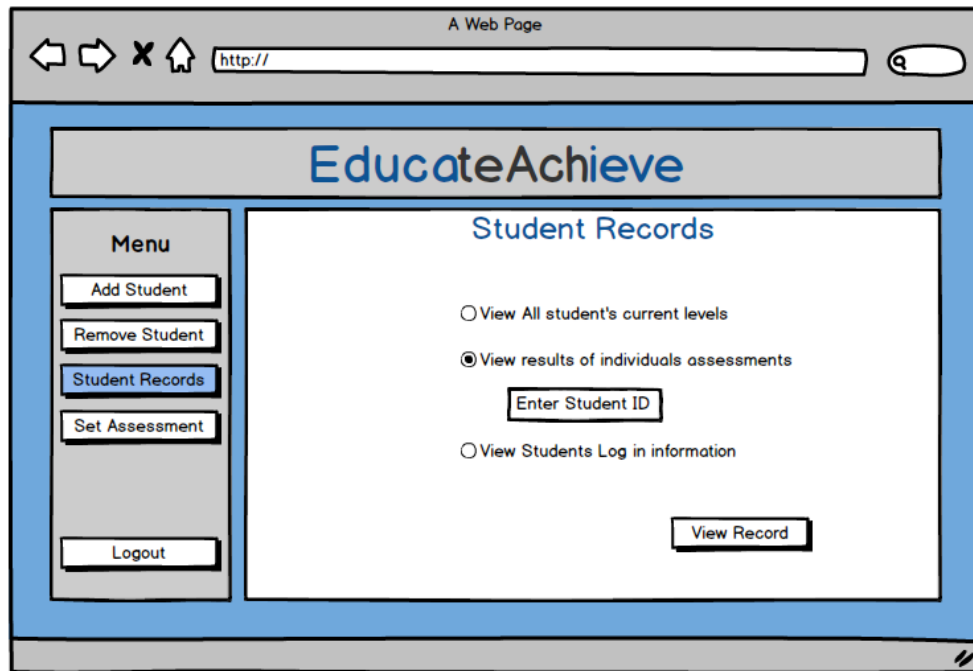 A Web Page
http://
EducateAchieve
Menu
Add Student
Remove Student
Student Records
Set Assessment
Logout
Student Records
View All student's current levels
View results of individuals assessments
Enter Student ID
View Students Log in information
View Record